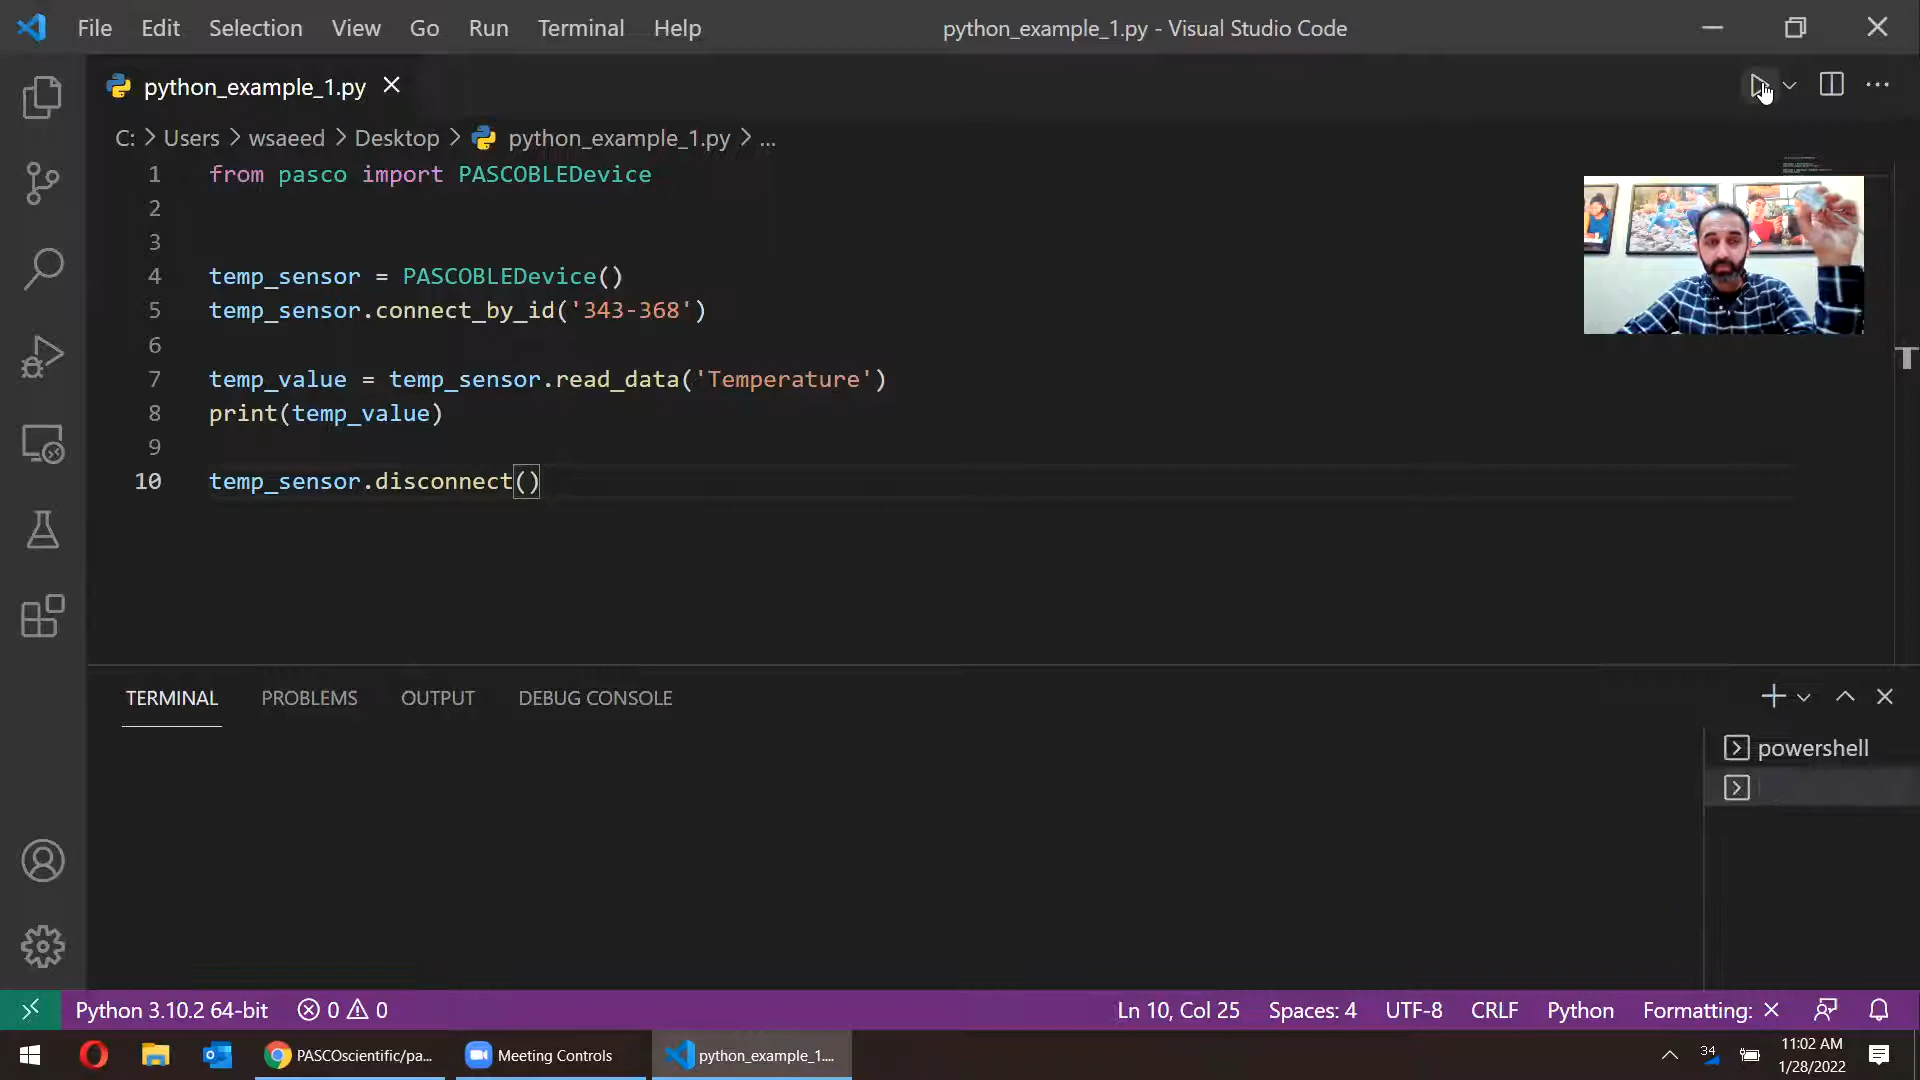 File Edit Selection View Go Run Terminal Help python_example_1.py - Visual Studio Code
python_example_1.py
C: > Users > wsaeed > Desktop > python_example_1.py > ...
1 from pasco import PASCOBLEDevice
2
3
4 temp_sensor = PASCOBLEDevice()
5 temp_sensor.connect_by_id('343-368')
6
7 temp_value = temp_sensor.read_data('Temperature')
8 print(temp_value)
9
10 temp_sensor.disconnect()
TERMINAL PROBLEMS OUTPUT DEBUG CONSOLE
powershell
Python 3.10.2 64-bit 0 0 Ln 10, Col 25 Spaces: 4 UTF-8 CRLF Python Formatting: ×
PASCOscientific/pa... Meeting Controls python_example_1.... 34 11:02 AM
1/28/2022